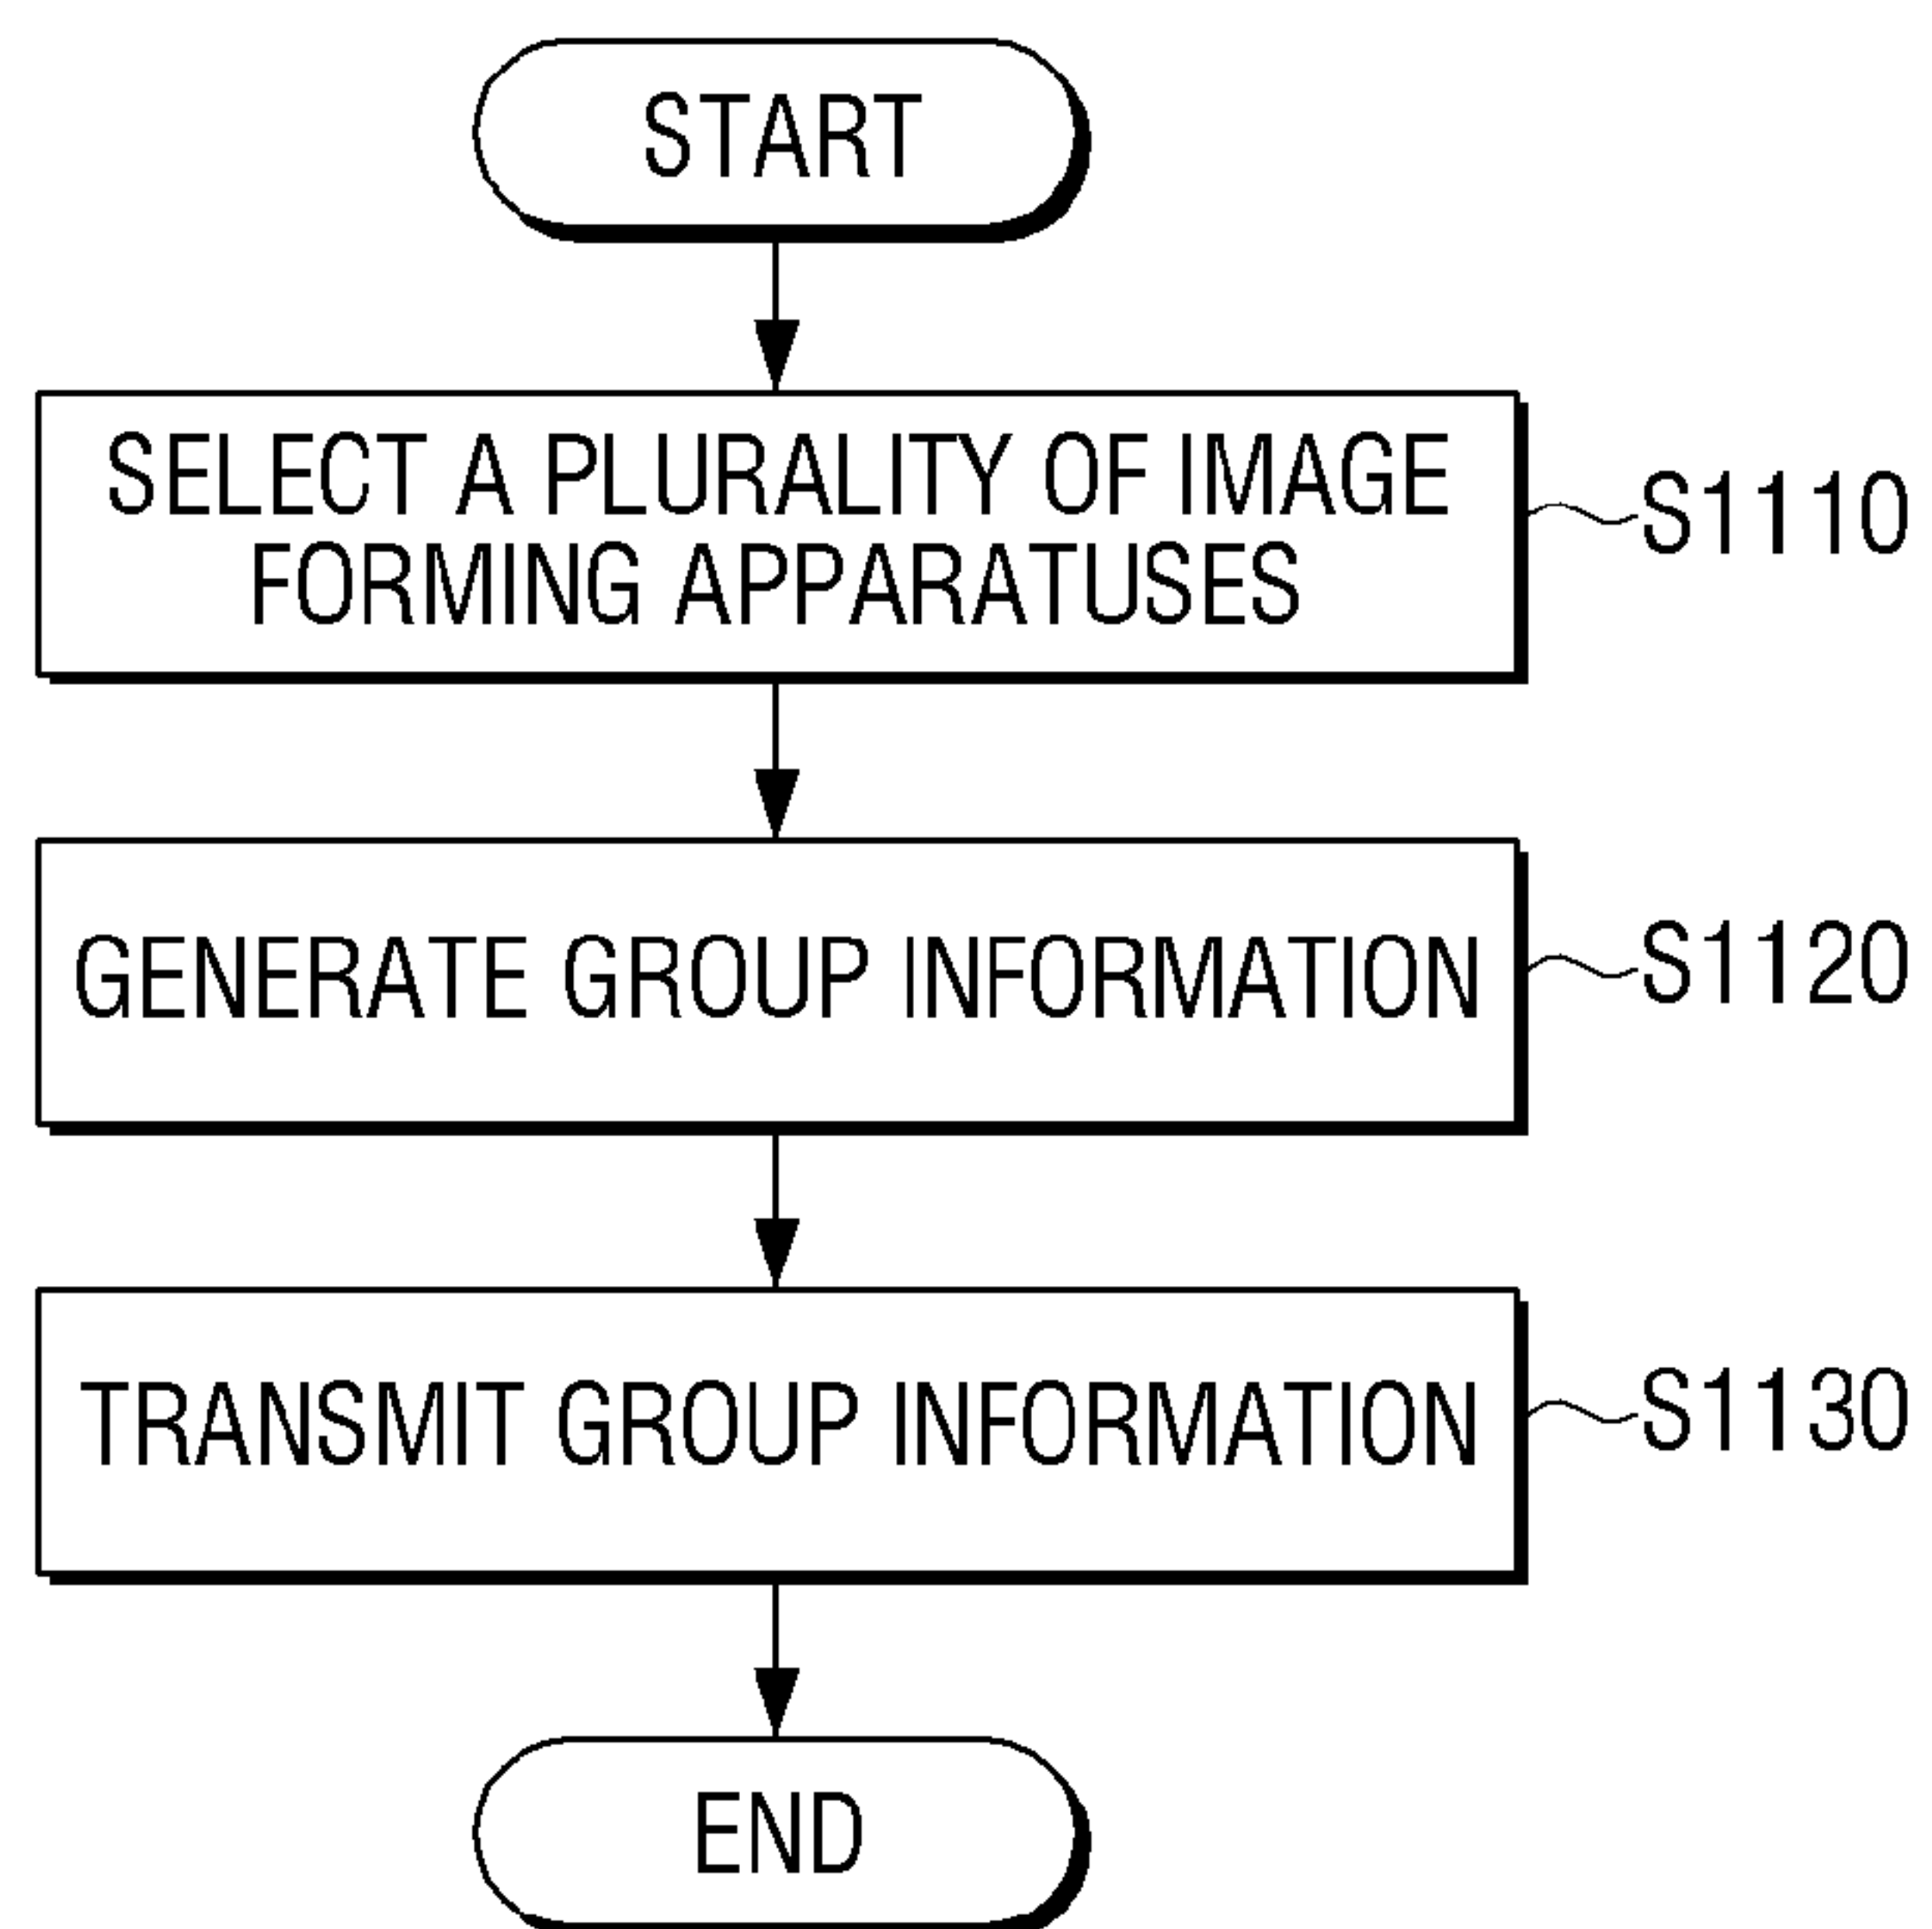 START
SELECT A PLURALITY OF IMAGE
FORMING APPARATUSES
S1110
GENERATE GROUP INFORMATION
S1120
TRANSMIT GROUP INFORMATION
S1130
END